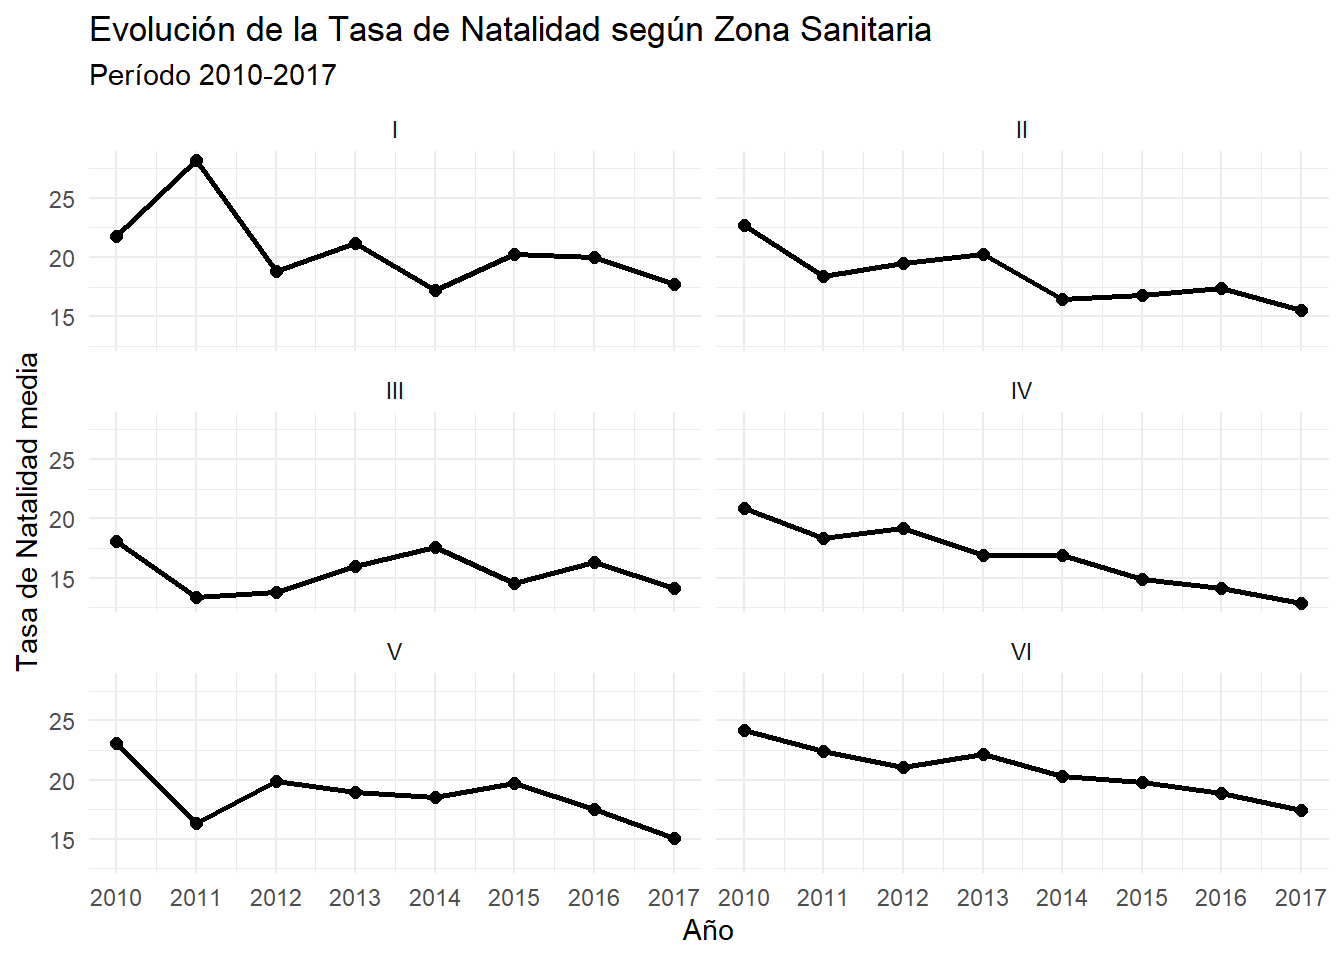 Evolución de la Tasa de Natalidad según Zona Sanitaria
Período 2010-2017
I
II
25
20
15
III
IV
25
20
15
V
VI
25
20
15
2010 2011 2012 2013 2014 2015 2016 2017
2010 2011 2012 2013 2014 2015 2016 2017
Año
Tasa de Natalidad media